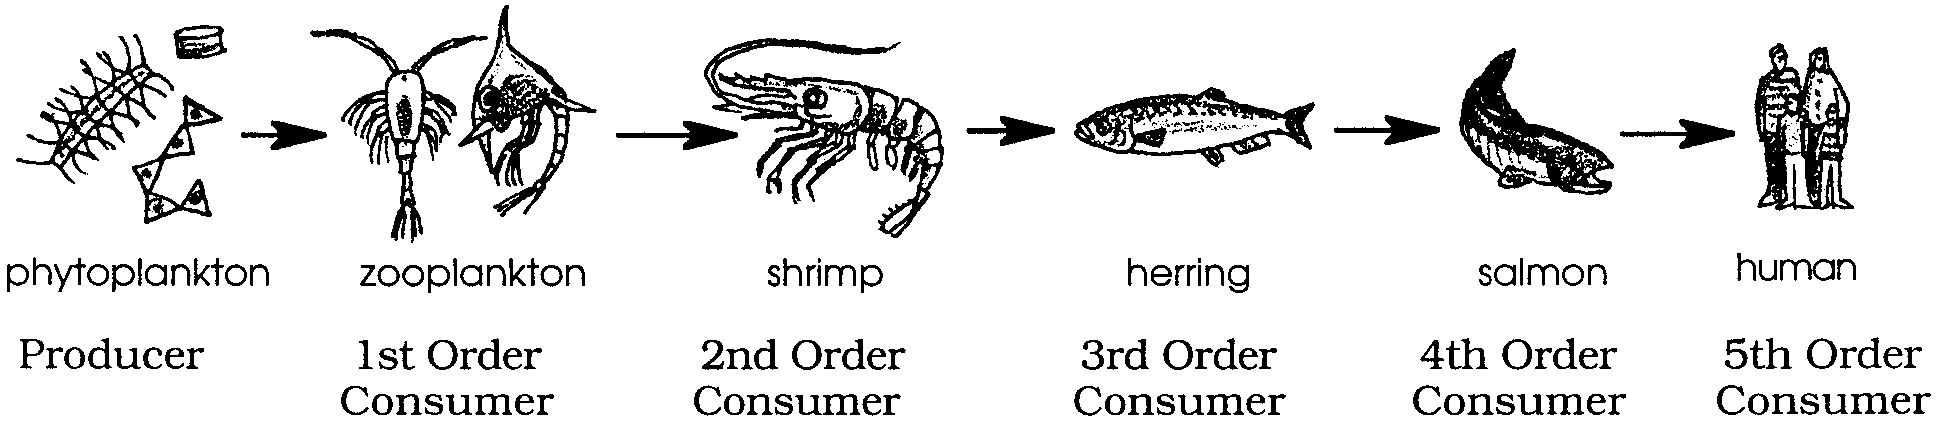 phytoplankton zooplankton shrimp herring salmon human
Producer 1st Order 2nd Order 3rd Order 4th Order 5th Order
Consumer Consumer Consumer Consumer Consumer